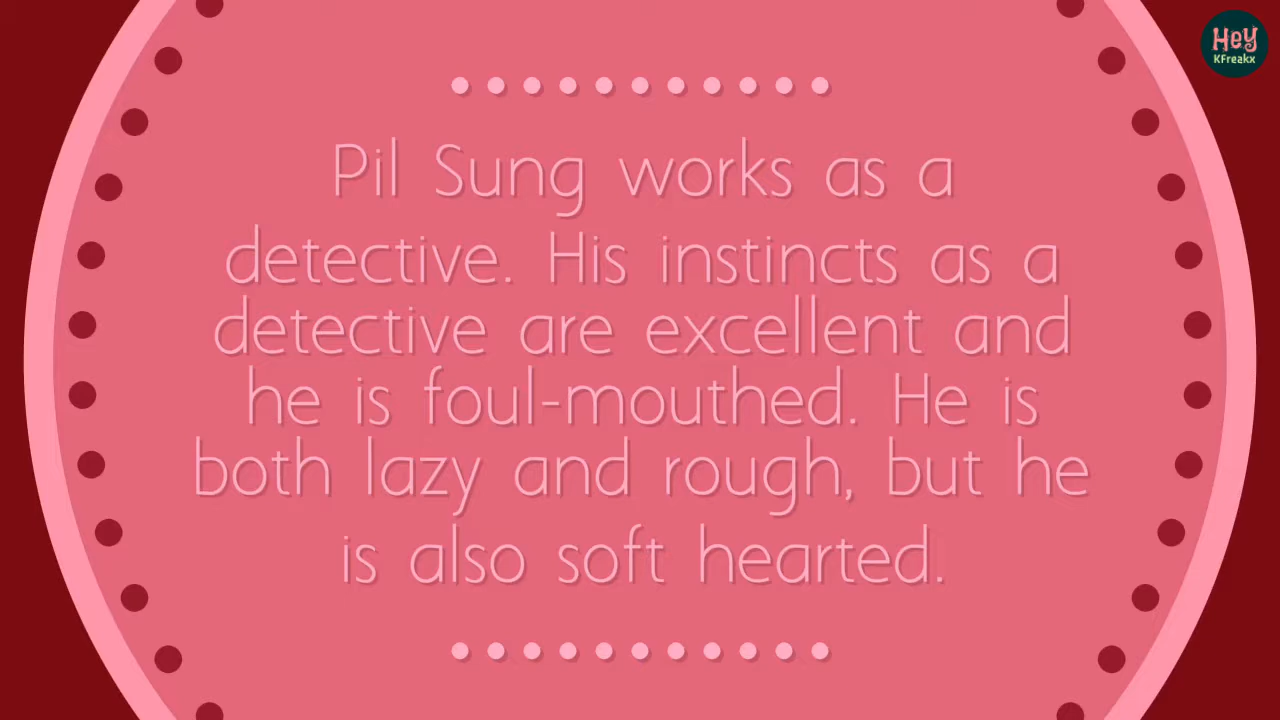 Hey
KFreakx
Pil Sung works as a
detective. His instincts as a
detective are excellent and
he is foul-mouthed. He is
both lazy and rough, but he
is also soft hearted.